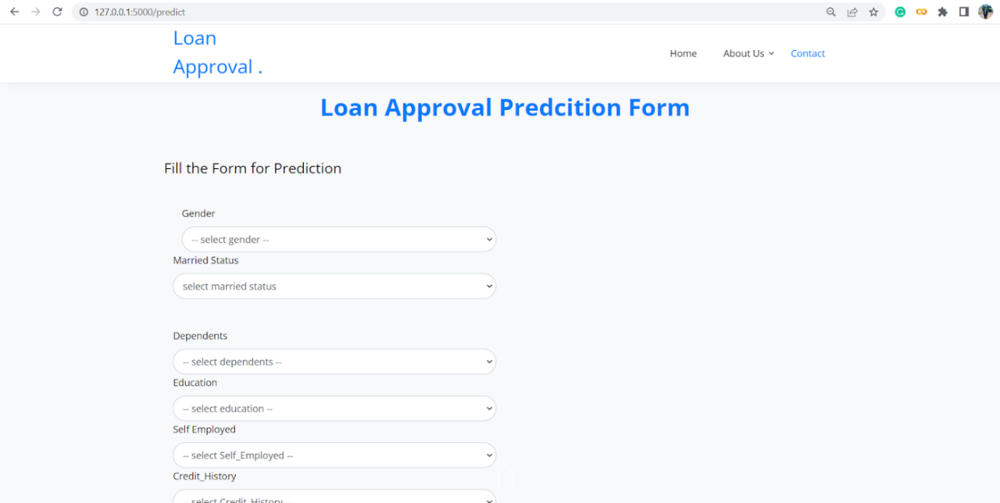 127.0.0.1:5000/predict
Loan
Approval .
Home About Us Contact
Loan Approval Predcition Form
Fill the Form for Prediction
Gender
-- select gender --
Married Status
select married status
Dependents
-- select dependents --
Education
-- select education --
Self Employed
-- select Self_Employed --
Credit_History
-- select Credit_History --